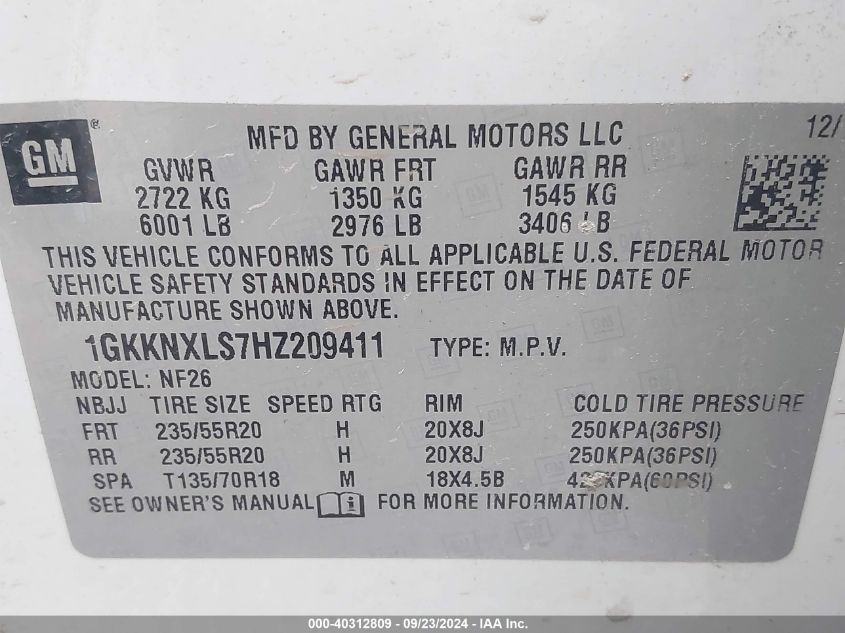 GM ®
MFD BY GENERAL MOTORS LLC 12/
GVWR GAWR FRT GAWR RR
2722 KG 1350 KG 1545 KG
6001 LB 2976 LB 3406 LB
THIS VEHICLE CONFORMS TO ALL APPLICABLE U.S. FEDERAL MOTOR
VEHICLE SAFETY STANDARDS IN EFFECT ON THE DATE OF
MANUFACTURE SHOWN ABOVE.
1GKKNXLS7HZ209411 TYPE: M.P.V.
MODEL: NF26
NBJJ TIRE SIZE SPEED RTG RIM COLD TIRE PRESSURE
FRT 235/55R20 H 20X8J 250KPA(36PSI)
RR 235/55R20 H 20X8J 250KPA(36PSI)
SPA T135/70R18 M 18X4.5B
SEE OWNER'S MANUAL FOR MORE INFORMATION.
000-40312809 - 09/23/2024 - IAA Inc.